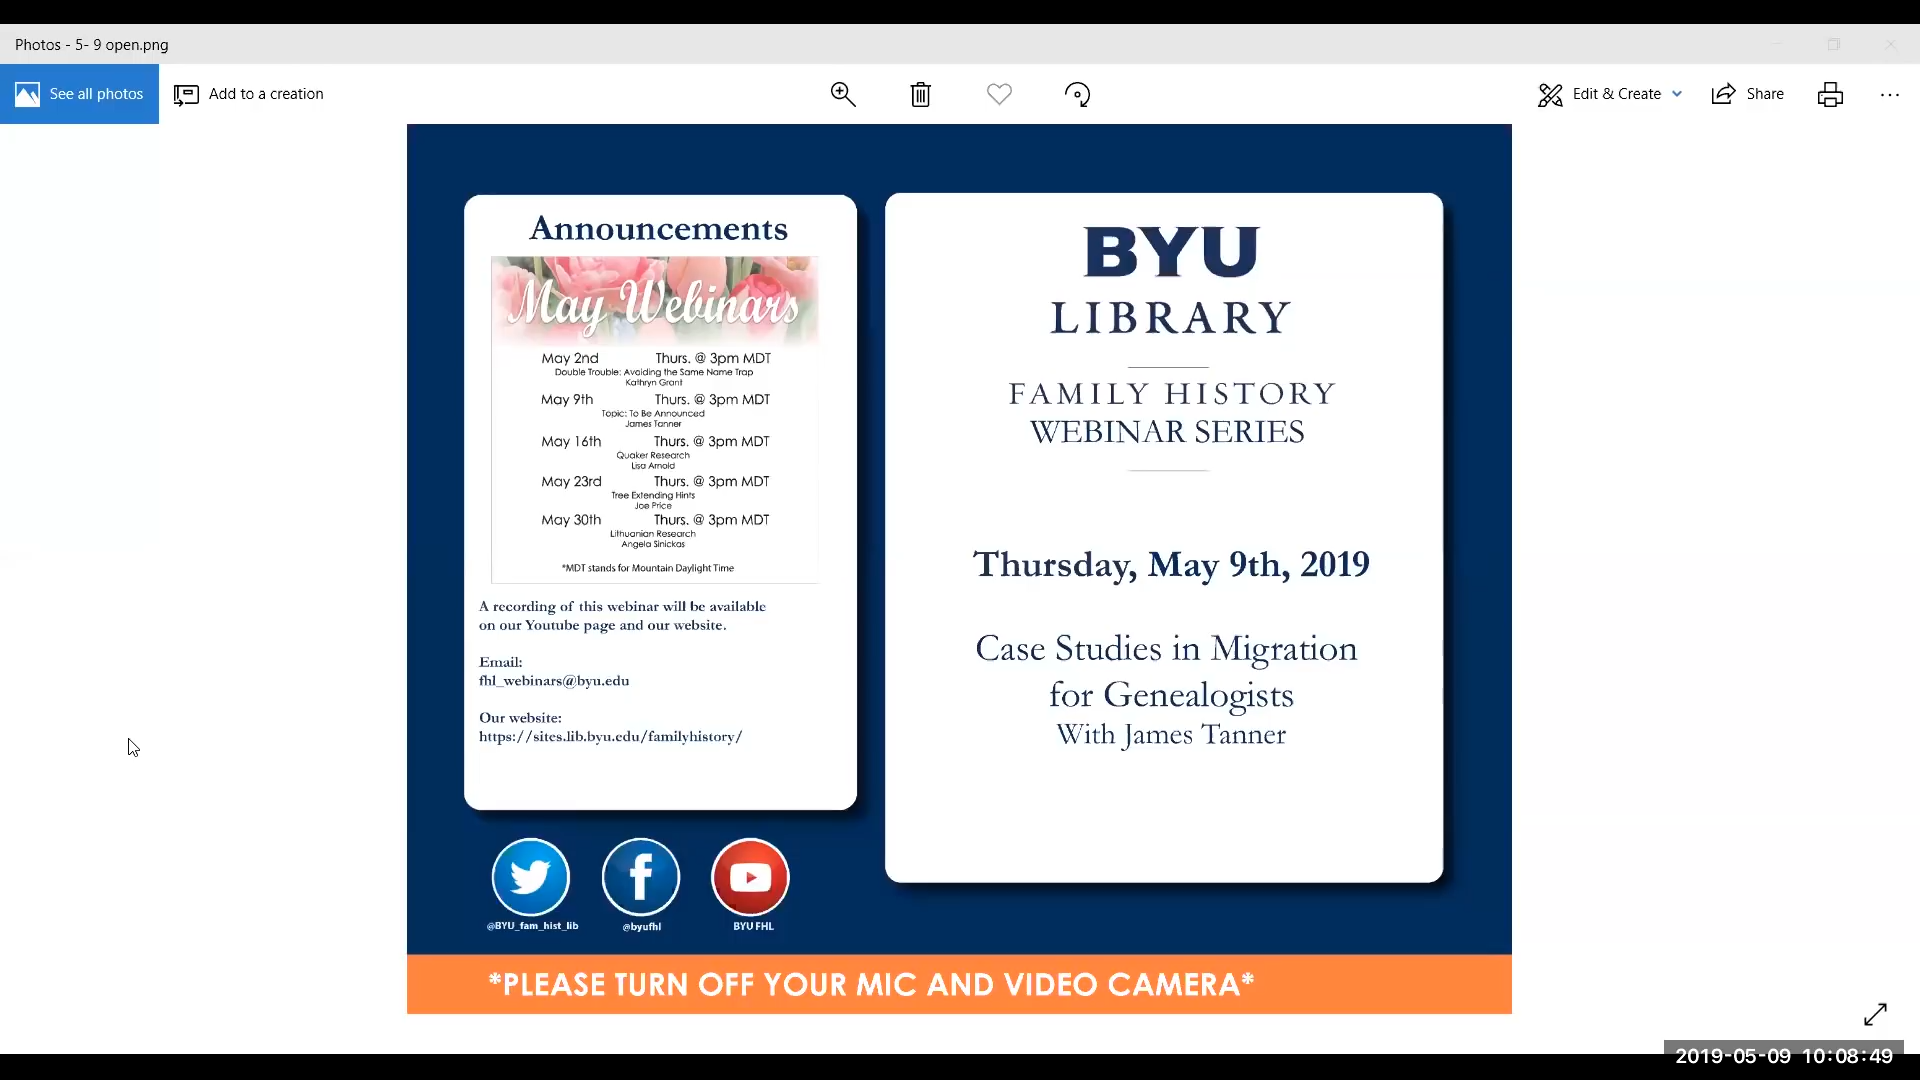 Photos - 5- 9 open.png
See all photos
Add to a creation
Edit & Create
Share
Announcements
May Webinars
May 2nd Thurs. @ 3pm MDT
Double Trouble: Avoiding the Same Name Trap
Kathryn Grant
May 9th Thurs. @ 3pm MDT
Topic: To Be Announced
James Tanner
May 16th Thurs. @ 3pm MDT
Quaker Research
Lisa Arnold
May 23rd Thurs. @ 3pm MDT
Tree Extending Hints
Joe Price
May 30th Thurs. @ 3pm MDT
Lithuanian Research
Angela Sinickas
*MDT stands for Mountain Daylight Time
A recording of this webinar will be available
on our Youtube page and our website.
Email:
fhl_webinars@byu.edu
Our website:
https://sites.lib.byu.edu/familyhistory/
@BYU_fam_hist_lib
@byufhl
BYU FHL
BYU
LIBRARY
FAMILY HISTORY
WEBINAR SERIES
Thursday, May 9th, 2019
Case Studies in Migration
for Genealogists
With James Tanner
*PLEASE TURN OFF YOUR MIC AND VIDEO CAMERA*
2019-05-09 10:08:49